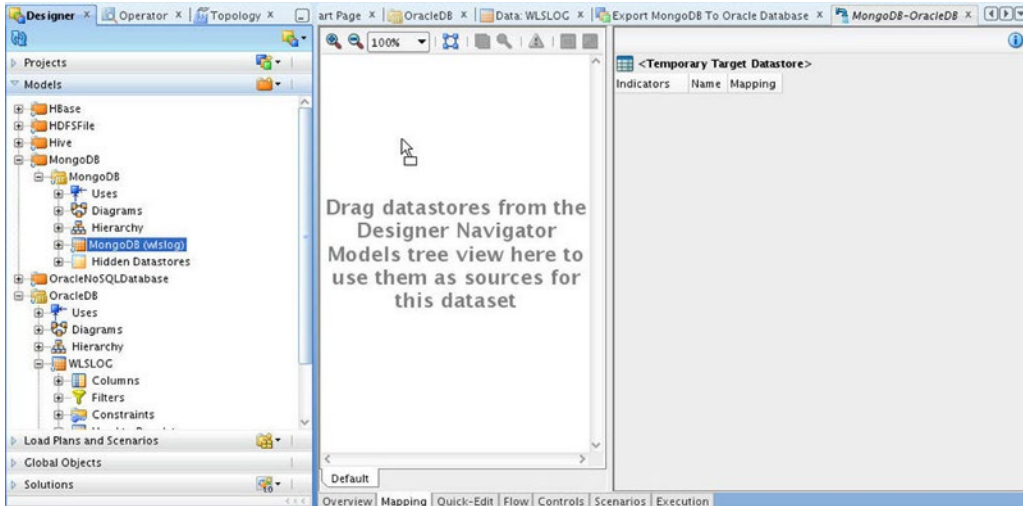 Designer Operator Topology
art Page OracleDB Data: WLSLOG Export MongoDB To Oracle Database MongoDB-OracleDB
Projects
Models
HBase
HDFSFile
Hive
MongoDB
MongoDB
Uses
Diagrams
Hierarchy
MongoDB (wlslog)
Hidden Datastores
OracleNoSQLDatabase
OracleDB
Uses
Diagrams
Hierarchy
WLSLOG
Columns
Filters
Constraints
Load Plans and Scenarios
Global Objects
Solutions
100%
Drag datastores from the
Designer Navigator
Models tree view here to
use them as sources for
this dataset
Default
<Temporary Target Datastore>
Indicators Name Mapping
Overview Mapping Quick-Edit Flow Controls Scenarios Execution